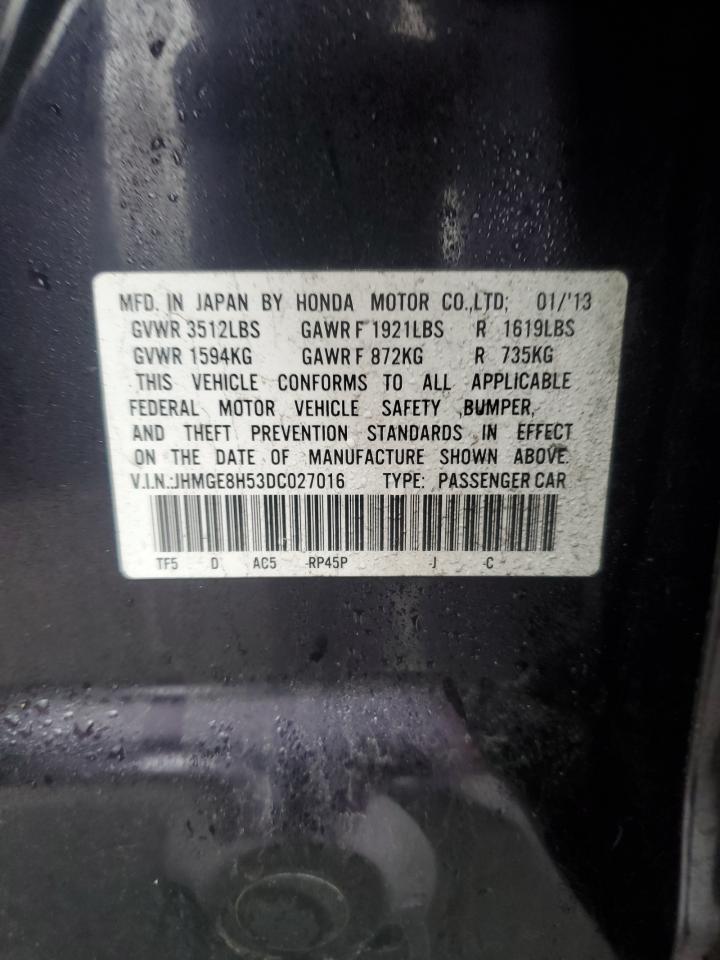 MFD. IN JAPAN BY HONDA MOTOR CO.,LTD; 01/'13
GVWR 3512LBS GAWR F 1921LBS R 1619LBS
GVWR 1594KG GAWR F 872KG R 735KG
THIS VEHICLE CONFORMS TO ALL APPLICABLE
FEDERAL MOTOR VEHICLE SAFETY ,BUMPER,
AND THEFT PREVENTION STANDARDS IN EFFECT
ON THE DATE OF MANUFACTURE SHOWN ABOVE.
V.I.N.:JHMGE8H53DC027016 TYPE: PASSENGER CAR
TF5 D AC5 -RP45P -J -C